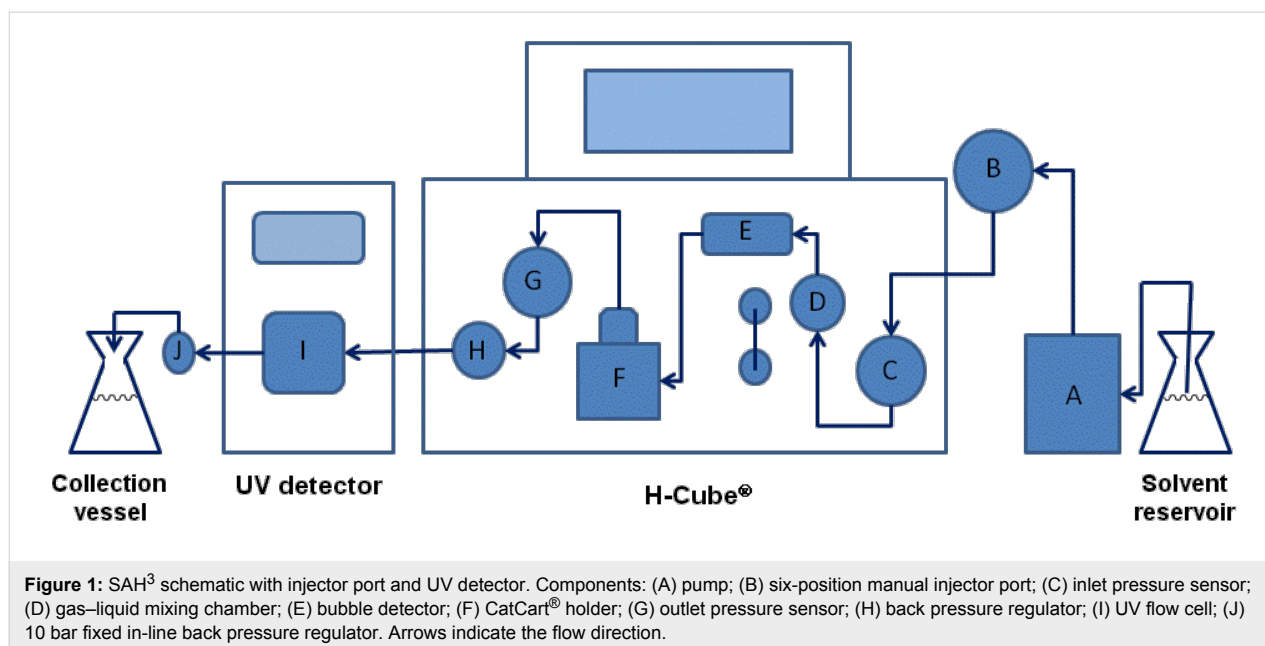 B
E
G
D
C
H
J
I
F
A
Collection
vessel
UV detector
H-Cube®
Solvent
reservoir
Figure 1: SAH³ schematic with injector port and UV detector. Components: (A) pump; (B) six-position manual injector port; (C) inlet pressure sensor;
(D) gas–liquid mixing chamber; (E) bubble detector; (F) CatCart® holder; (G) outlet pressure sensor; (H) back pressure regulator; (I) UV flow cell; (J)
10 bar fixed in-line back pressure regulator. Arrows indicate the flow direction.